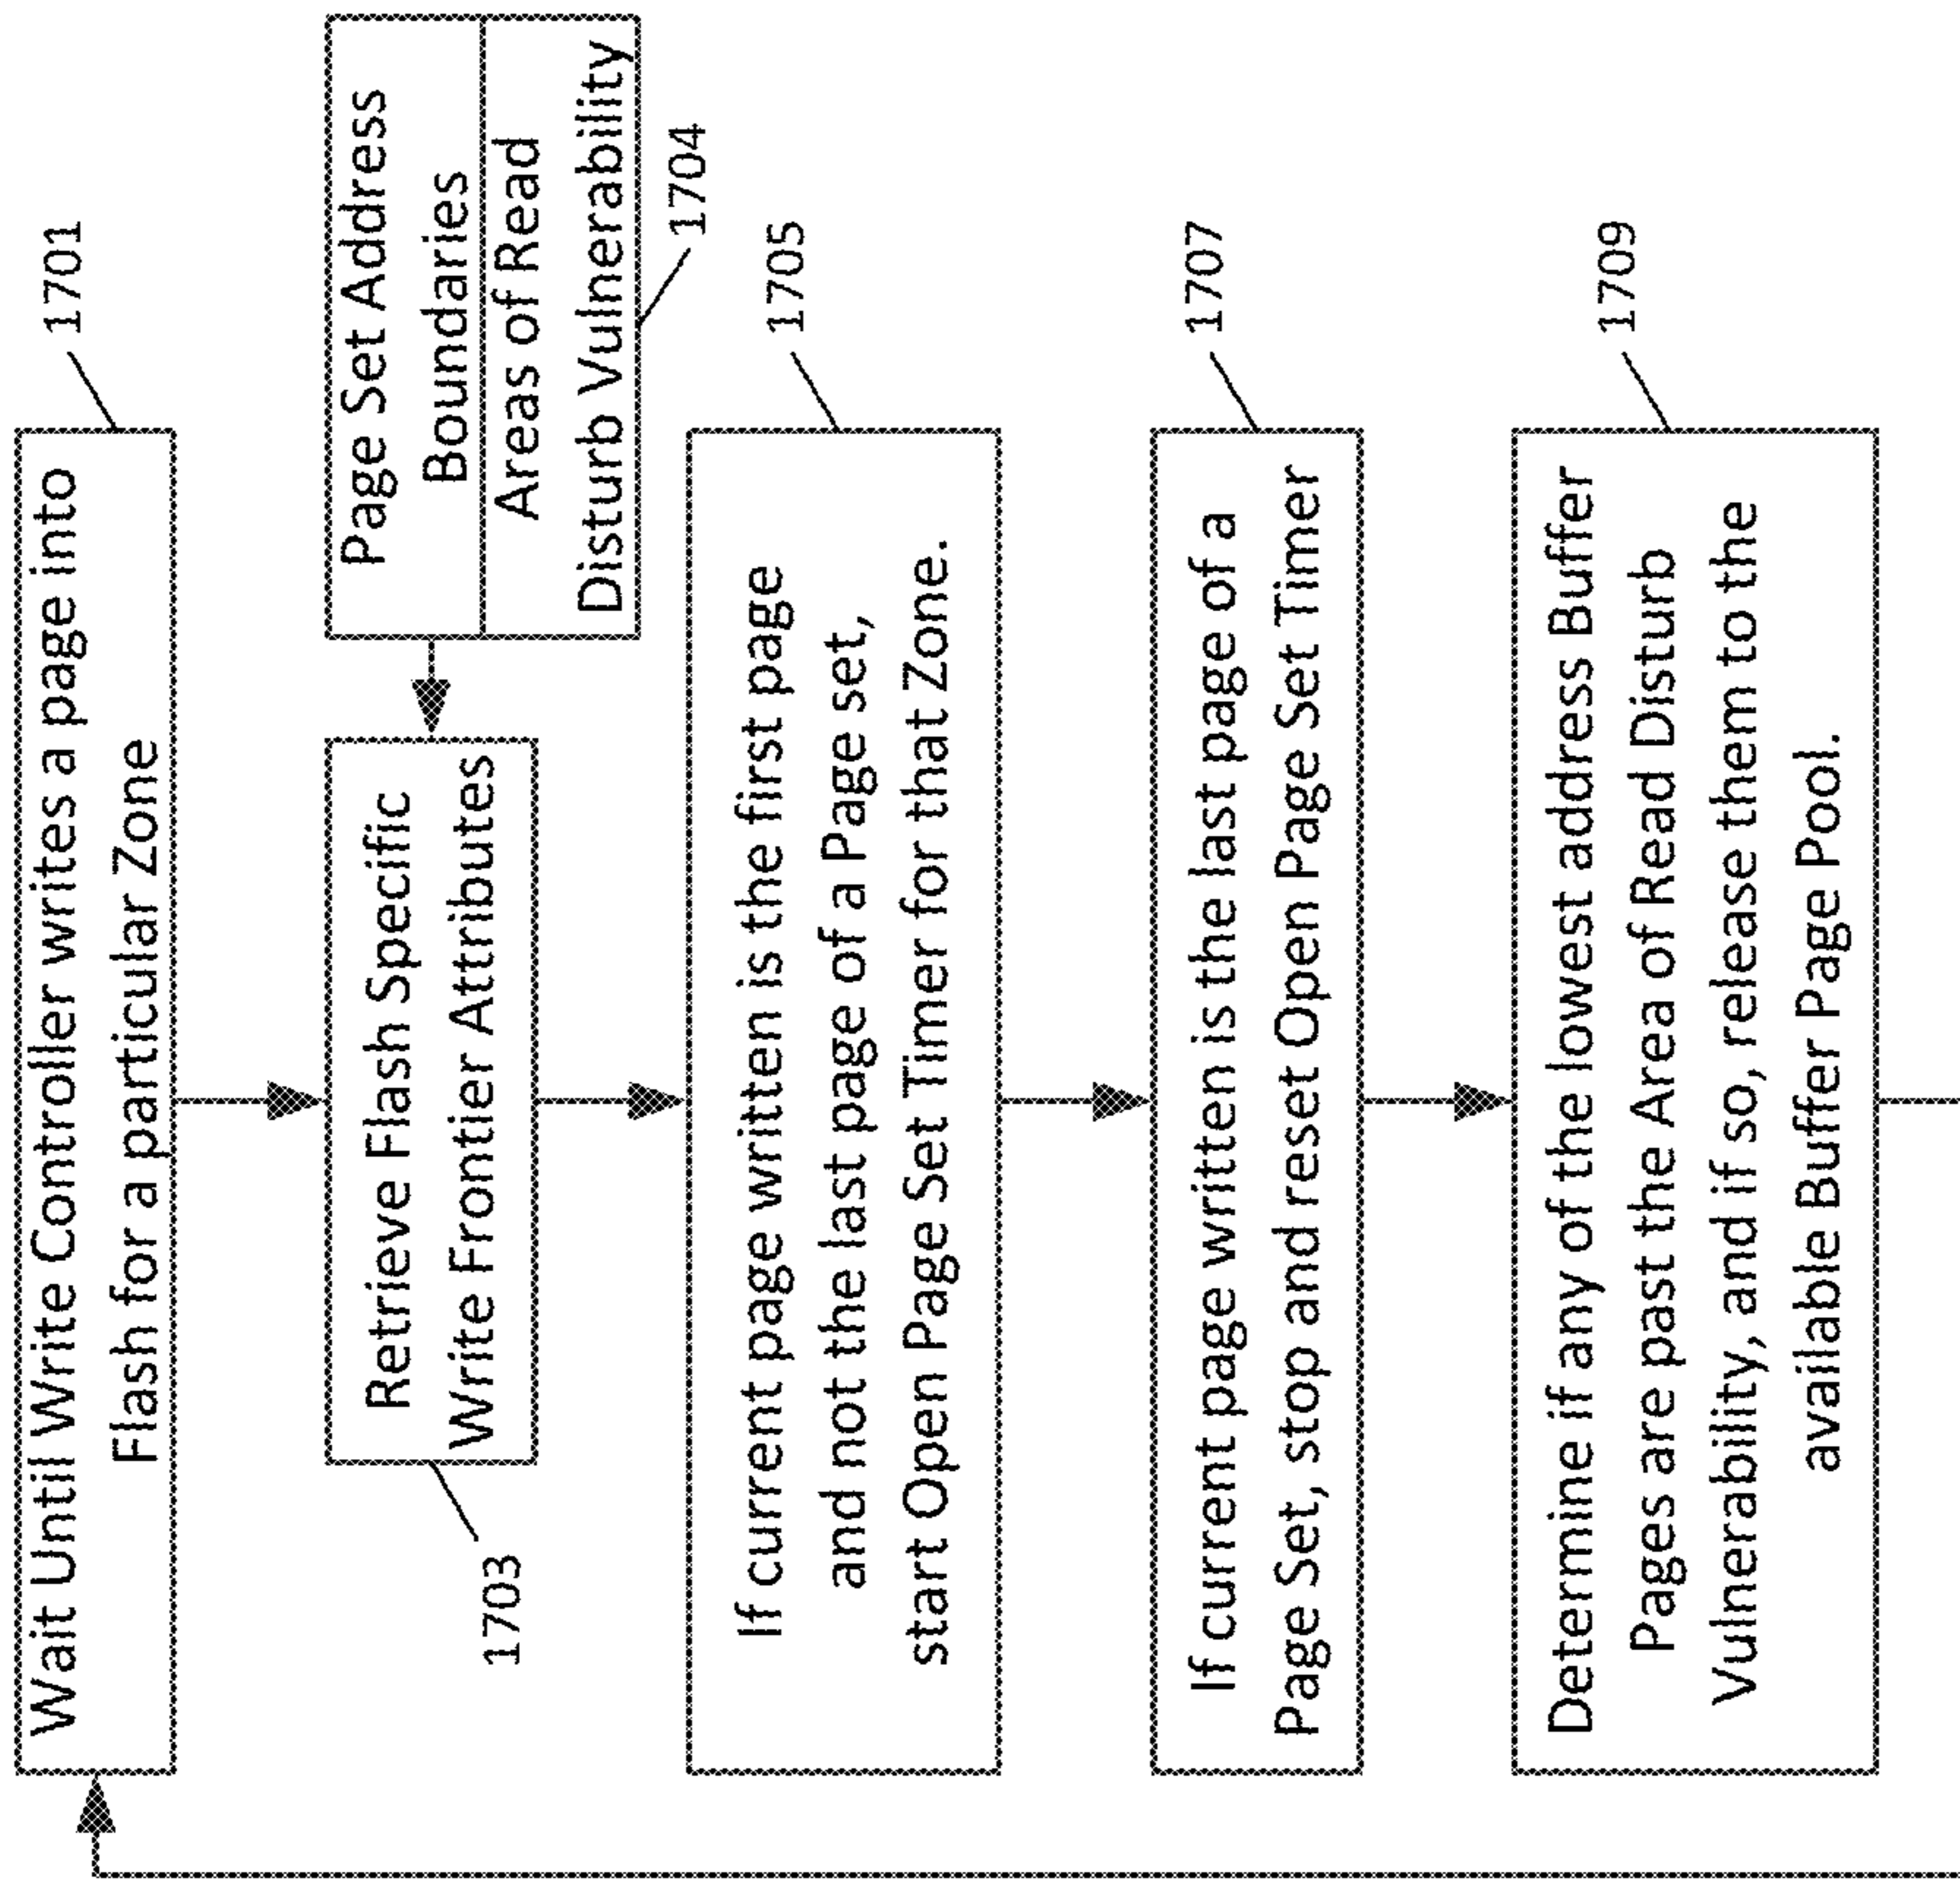 Wait Until Write Controller writes a page into
Flash for a particular Zone
1701
Retrieve Flash Specific
Write Frontier Attributes
1703
Page Set Address
Boundaries
Areas of Read
Disturb Vulnerability
1704
If current page written is the first page
and not the last page of a Page set,
start Open Page Set Timer for that Zone.
1705
If current page written is the last page of a
Page Set, stop and reset Open Page Set Timer
1707
Determine if any of the lowest address Buffer
Pages are past the Area of Read Disturb
Vulnerability, and if so, release them to the
available Buffer Page Pool.
1709